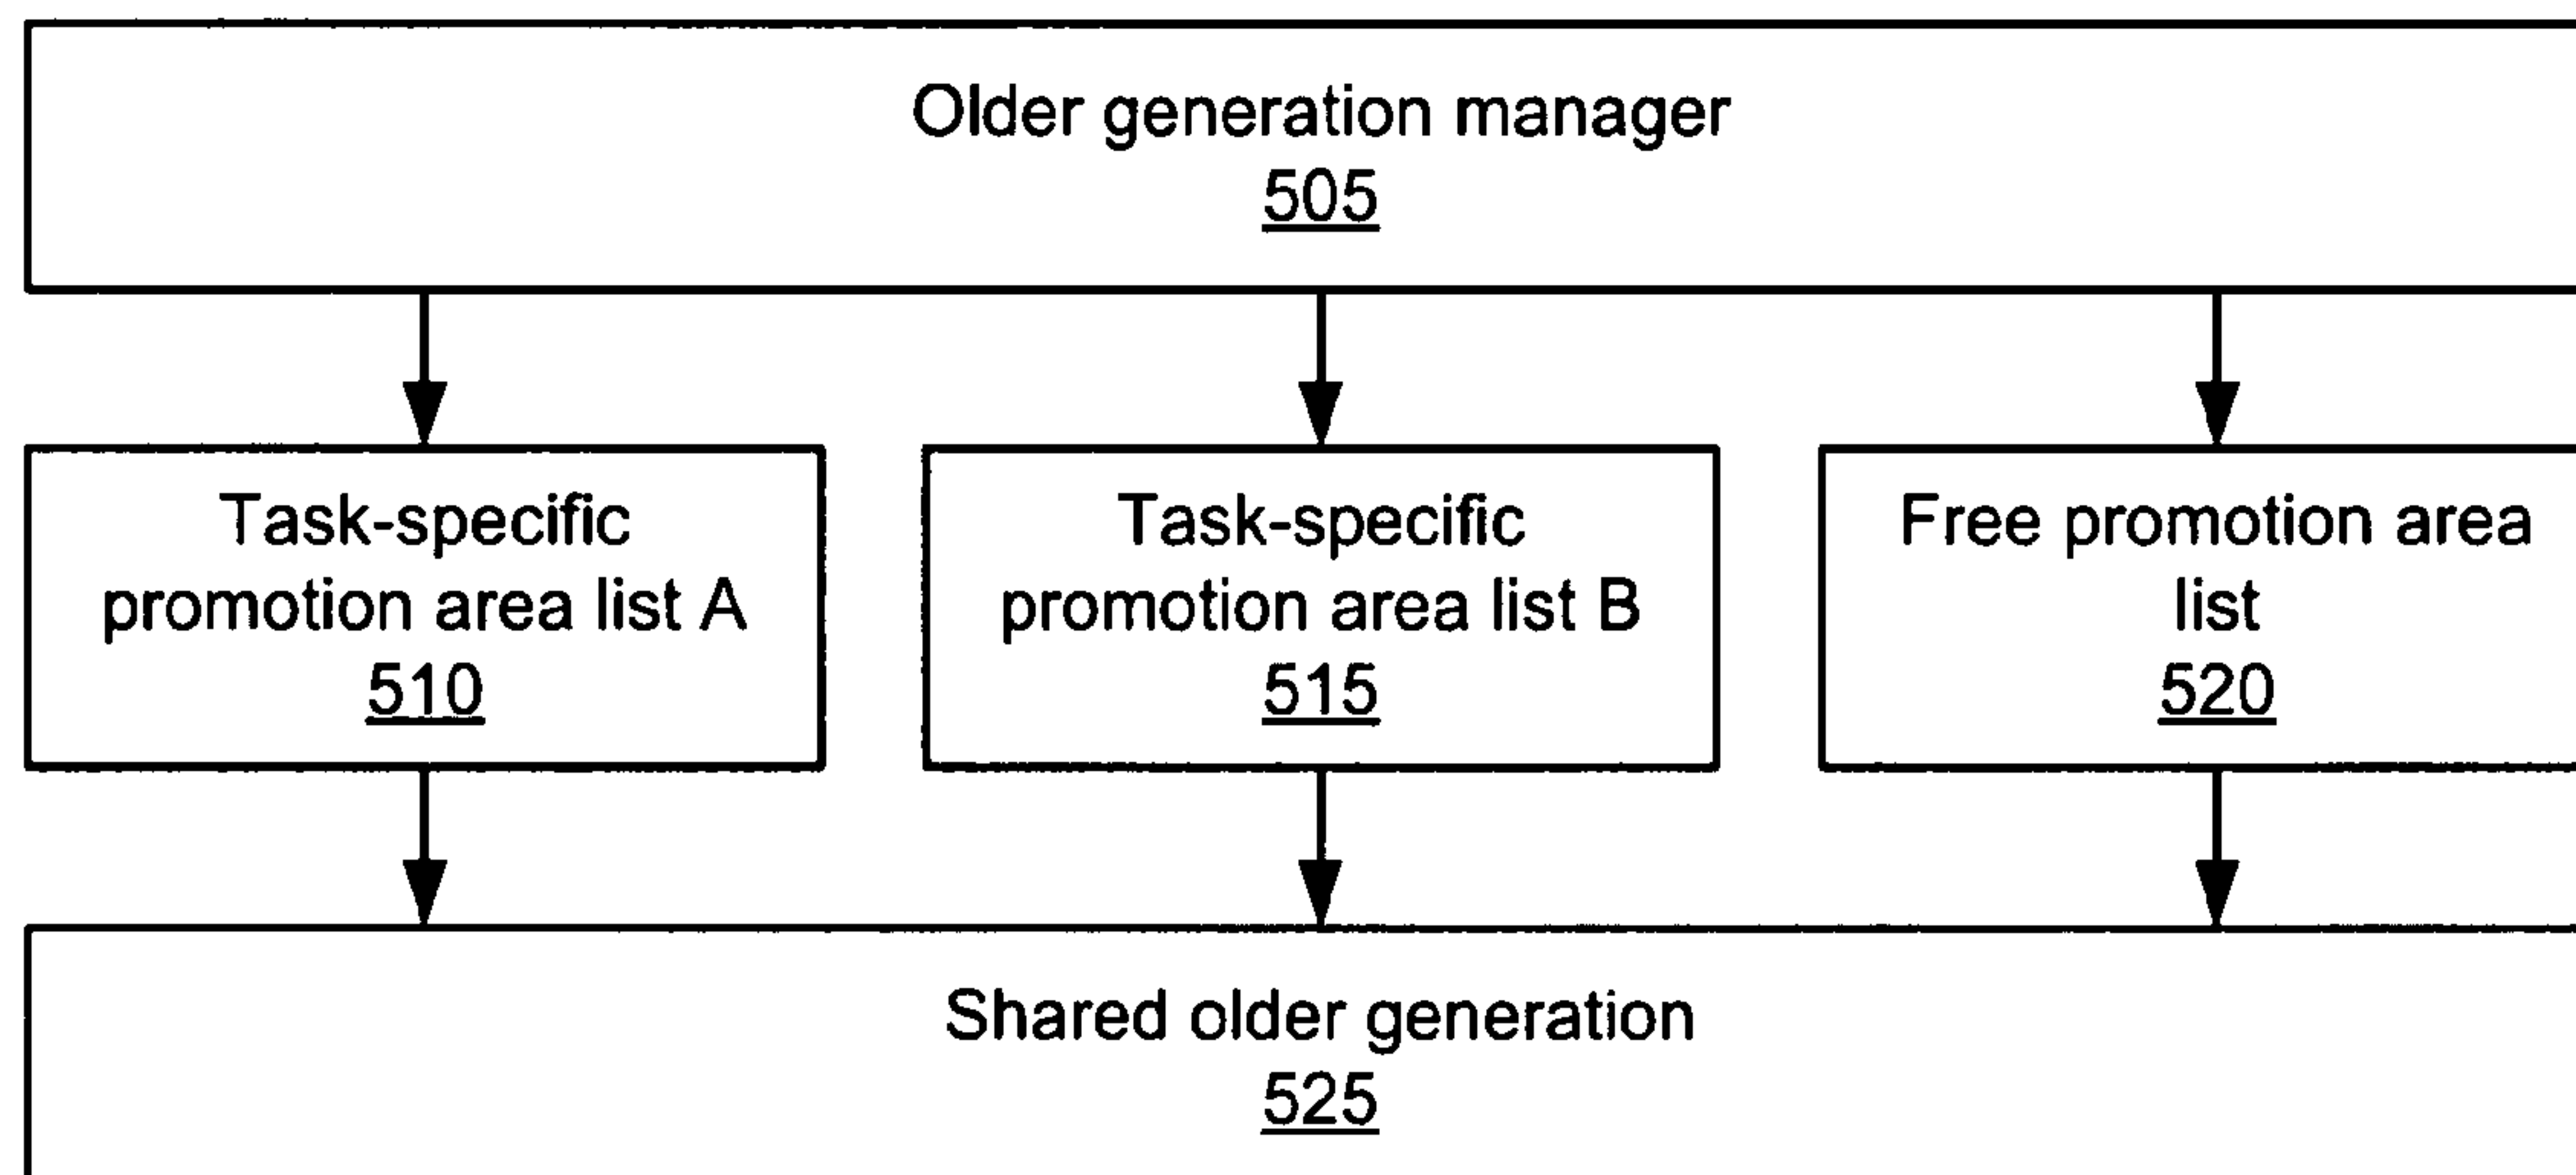 Older generation manager
505
Task-specific
promotion area list A
510
Task-specific
promotion area list B
515
Free promotion area
list
520
Shared older generation
525